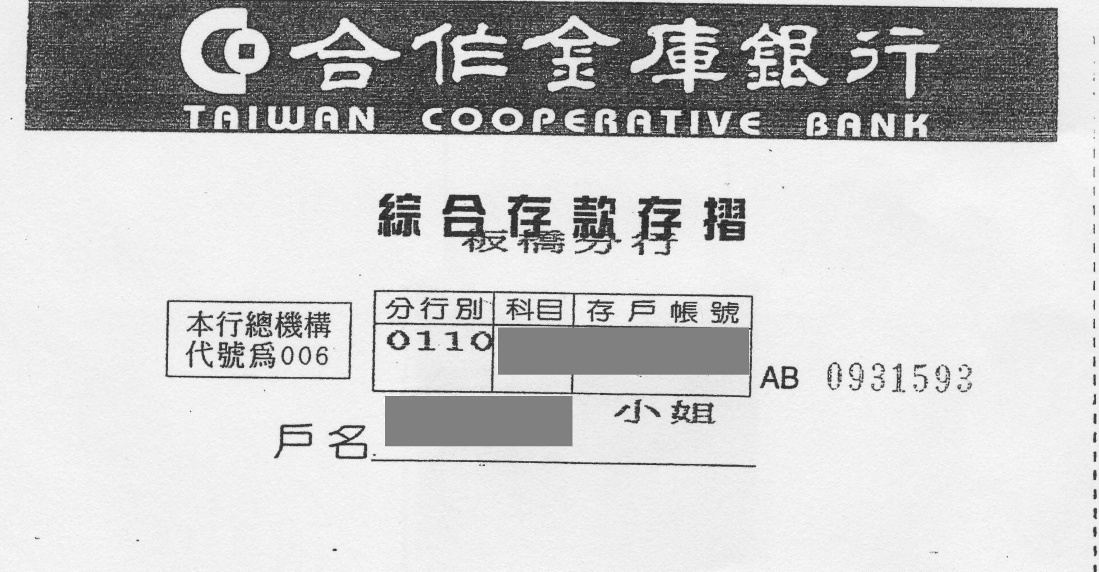 合作金庫銀行
TAIWAN COOPERATIVE BANK
綜合存款存摺
板橋分行
本行總機構
代號為006
分行別 科目 存戶帳號
0110
AB 0931593
小姐
戶名